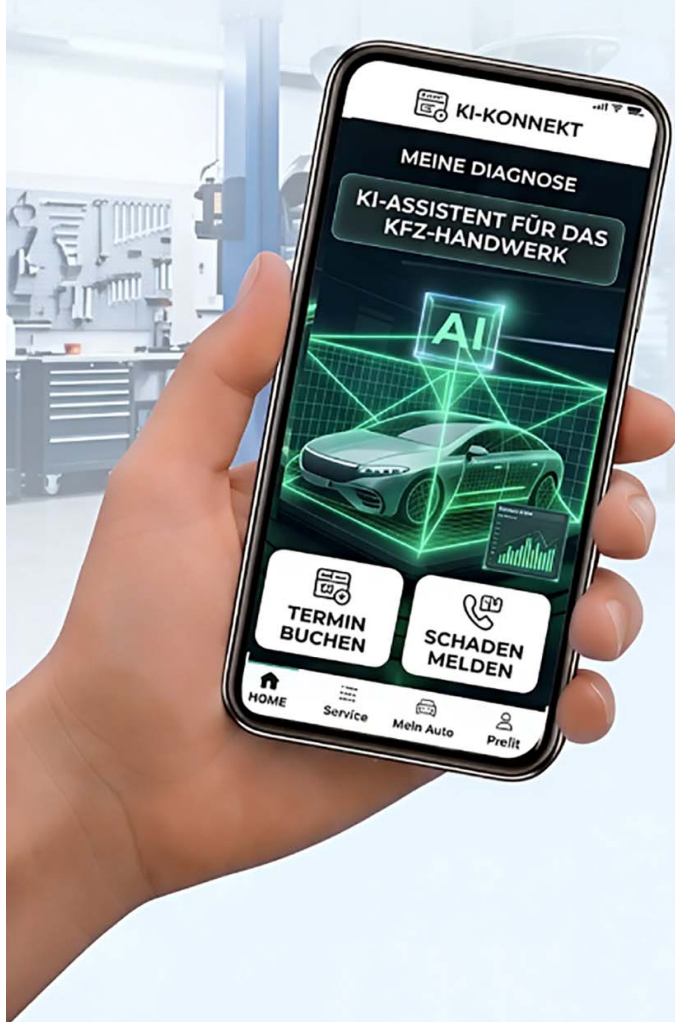 KI-KONNEKT
MEINE DIAGNOSE
KI-ASSISTENT FÜR DAS
KFZ-HANDWERK
AI
TERMIN
BUCHEN
SCHADEN
MELDEN
HOME
Service
Mein Auto
Prefit